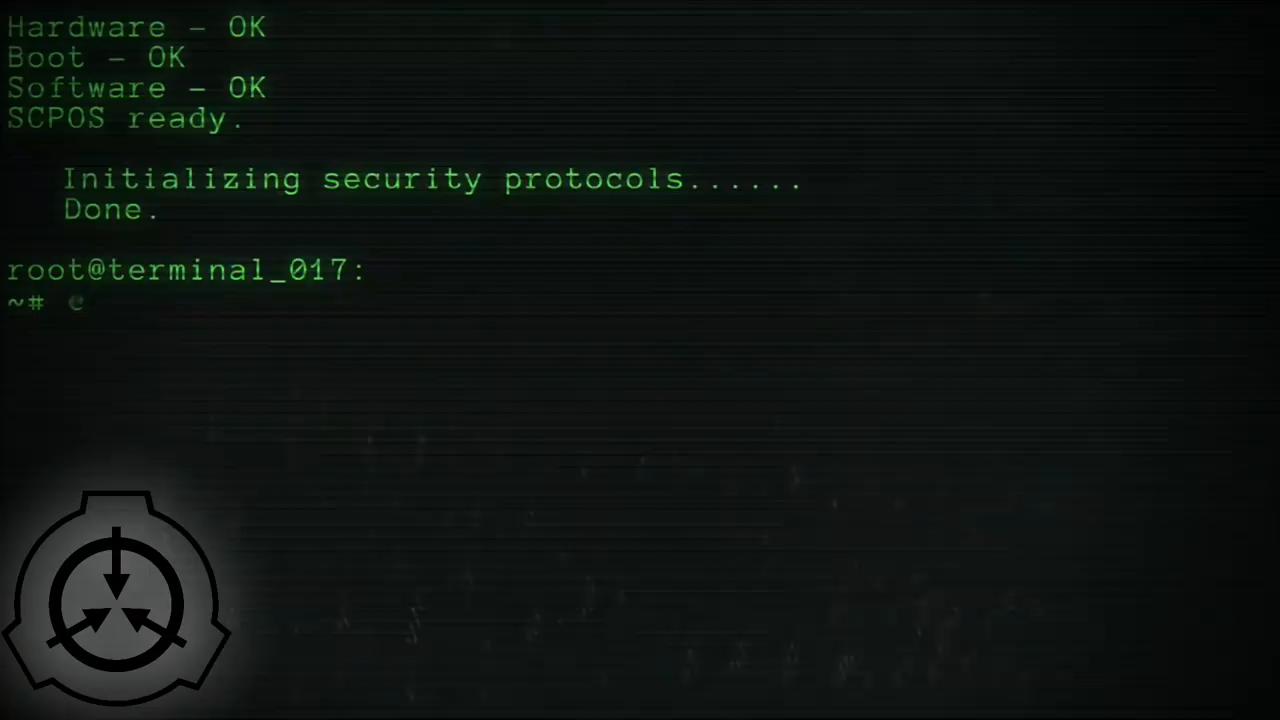 Hardware - OK
Boot - OK
Software - OK
SCPOS ready.
Initializing security protocols......
Done.
root@terminal_017:
~# e